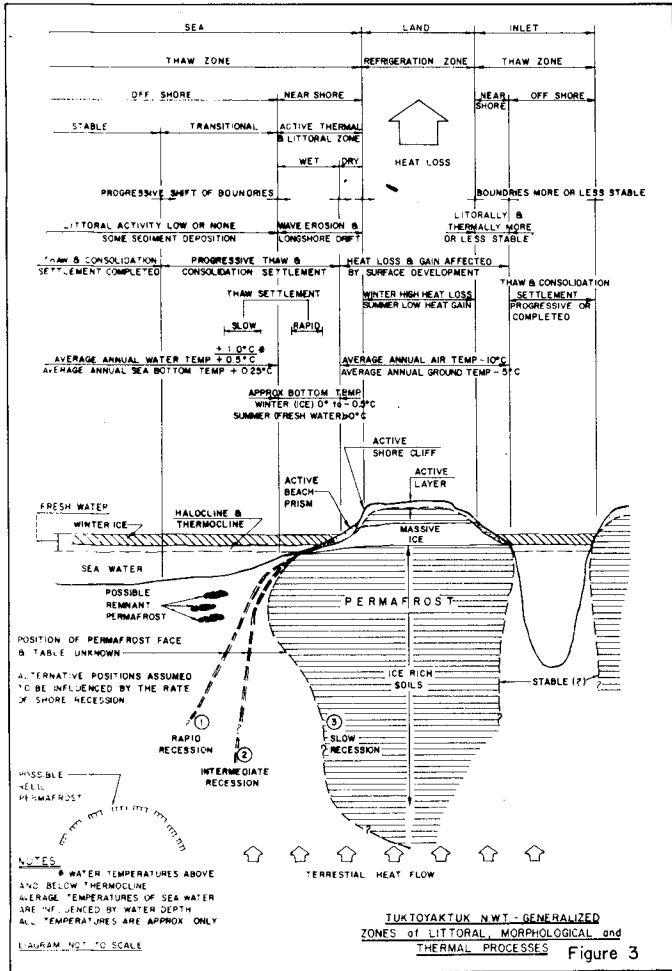 SEA LAND INLET
THAW ZONE REFRIGERATION ZONE THAW ZONE
OFF SHORE NEAR SHORE NEAR SHORE OFF SHORE
STABLE TRANSITIONAL ACTIVE THERMAL
& LITTORAL ZONE
HEAT LOSS
WET DRY
PROGRESSIVE SHIFT OF BOUNDRIES
BOUNDRIES MORE OR LESS STABLE
LITTORAL ACTIVITY LOW OR NONE
SOME SEDIMENT DEPOSITION
WAVE EROSION &
LONGSHORE DRIFT
LITORALLY &
THERMALLY MORE
OR LESS STABLE
THAW & CONSOLIDATION
SETTLEMENT COMPLETED
PROGRESSIVE THAW &
CONSOLIDATION SETTLEMENT
HEAT LOSS & GAIN AFFECTED
BY SURFACE DEVELOPMENT
THAW & CONSOLIDATION
SETTLEMENT
PROGRESSIVE OR
COMPLETED
THAW SETTLEMENT
SLOW RAPID
WINTER HIGH HEAT LOSS
SUMMER LOW HEAT GAIN
+ 1.0°C *
AVERAGE ANNUAL WATER TEMP + 0.5°C
AVERAGE ANNUAL SEA BOTTOM TEMP + 0.25°C
AVERAGE ANNUAL AIR TEMP -10°C
AVERAGE ANNUAL GROUND TEMP -5°C
APPROX BOTTOM TEMP
WINTER (ICE) 0° to -0.5°C
SUMMER (FRESH WATER) >0°C
ACTIVE
SHORE CLIFF
ACTIVE
BEACH
PRISM
ACTIVE
LAYER
FRESH WATER
WINTER ICE
HALOCLINE &
THERMOCLINE
MASSIVE
ICE
SEA WATER
POSSIBLE
REMNANT
PERMAFROST
PERMAFROST
POSITION OF PERMAFROST FACE
& TABLE UNKNOWN
ALTERNATIVE POSITIONS ASSUMED
TO BE INFLUENCED BY THE RATE
OF SHORE RECESSION.
ICE RICH
SOILS
STABLE (?)
1
RAPID
RECESSION
2
INTERMEDIATE
RECESSION
3
SLOW
RECESSION
POSSIBLE
RELIC
PERMAFROST
TERRESTIAL HEAT FLOW
NOTES
* WATER TEMPERATURES ABOVE
AND BELOW THERMOCLINE
AVERAGE TEMPERATURES OF SEA WATER
ARE INFLUENCED BY WATER DEPTH
ALL TEMPERATURES ARE APPROX ONLY
DIAGRAM NOT TO SCALE
TUKTOYAKTUK N.W.T. - GENERALIZED
ZONES of LITTORAL, MORPHOLOGICAL and
THERMAL PROCESSES
Figure 3